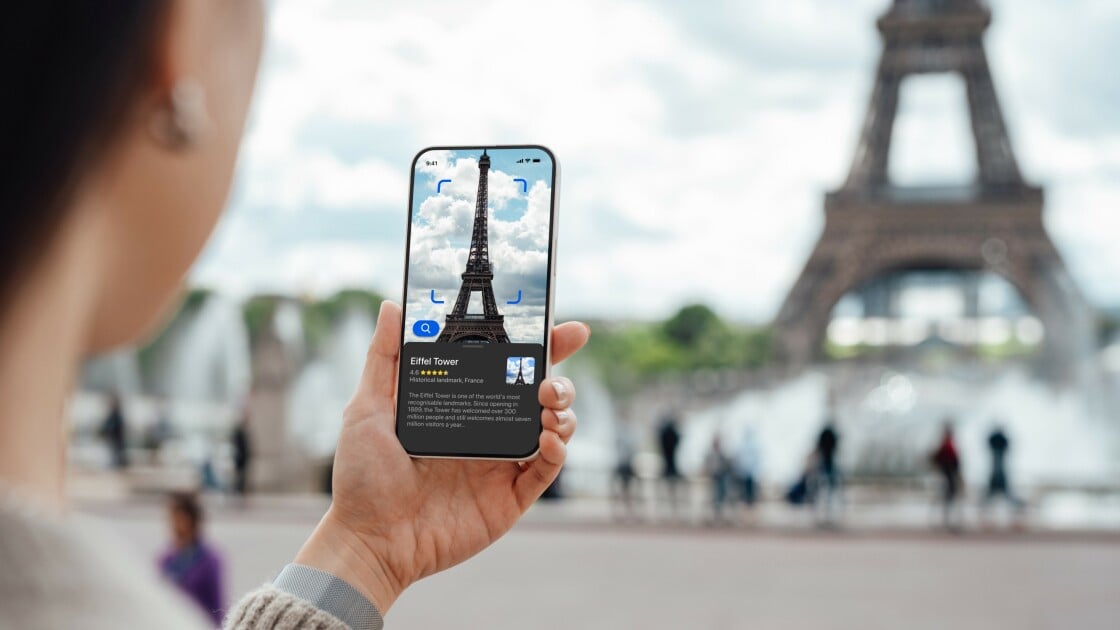 9:41
Eiffel Tower
4.6 ★★★★★
Historical landmark, France
The Eiffel Tower is one of the world's most
recognisable landmarks. Since opening in
1889, the Tower has welcomed over 300
million people and still welcomes almost seven
million visitors a year...